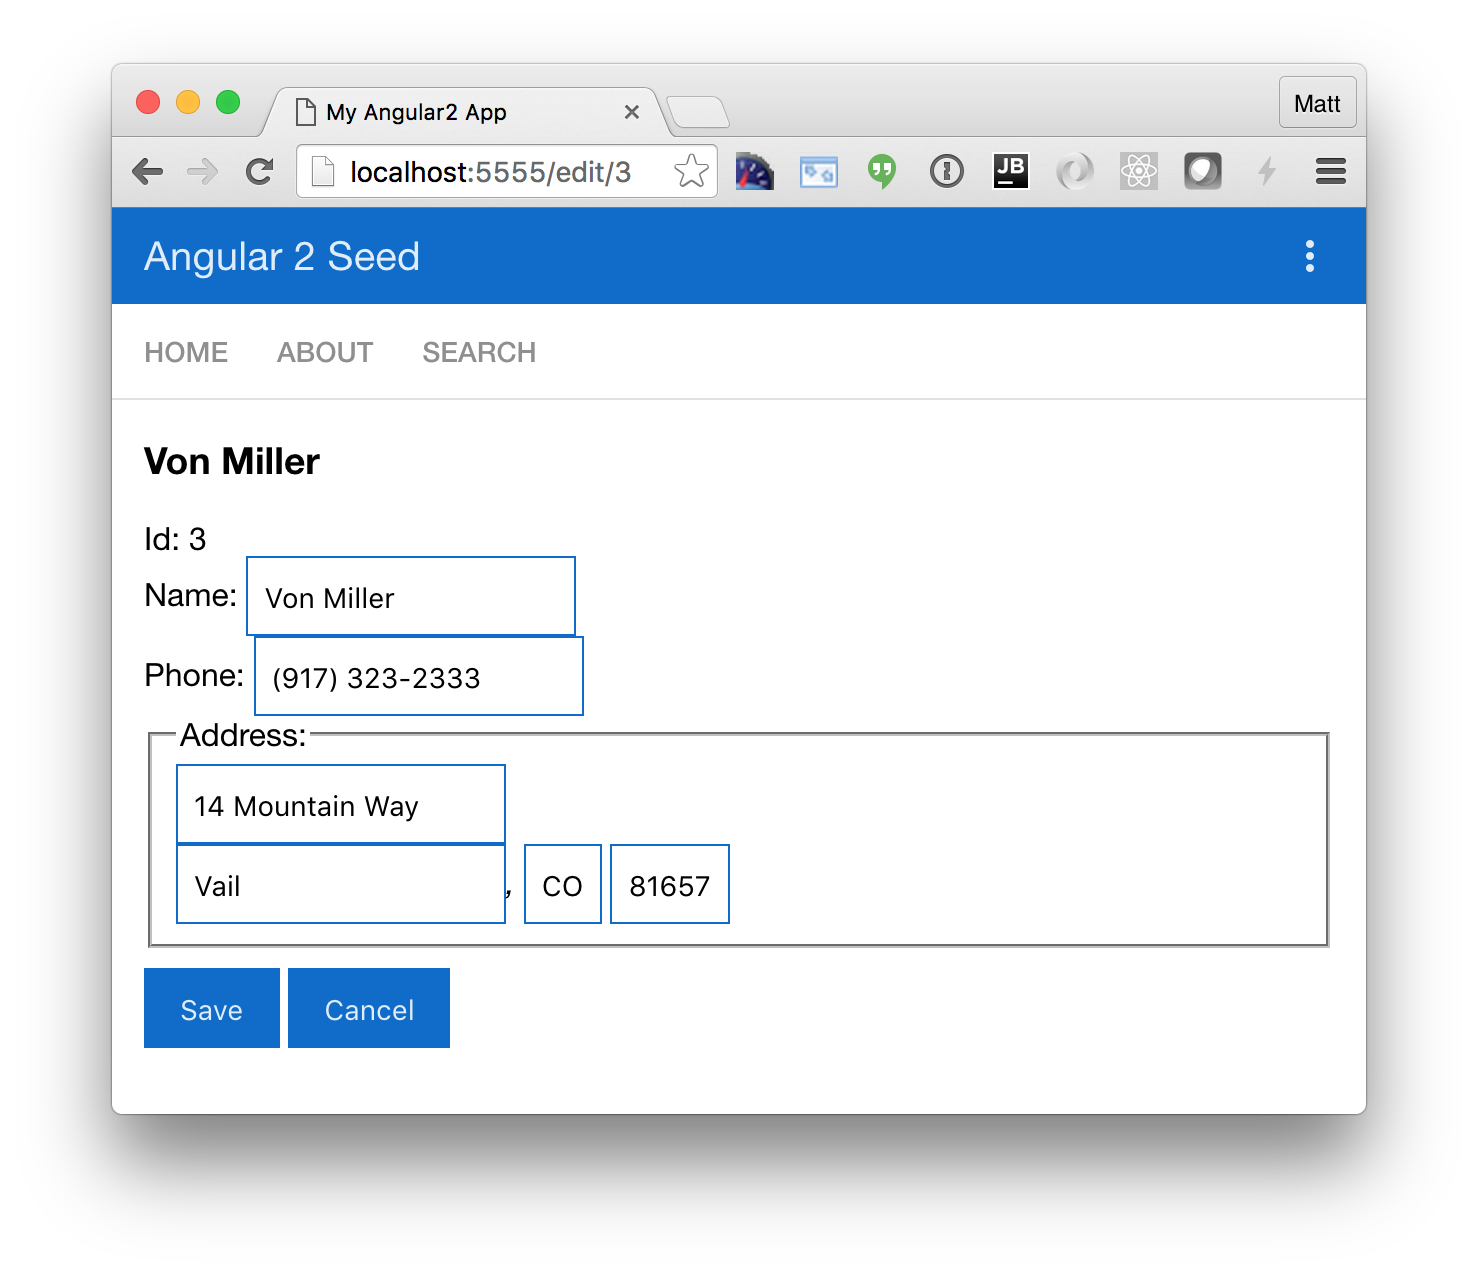 My Angular2 App
Matt
localhost:5555/edit/3
JB
Angular 2 Seed
HOME ABOUT SEARCH
Von Miller
Id: 3
Name: Von Miller
Phone: (917) 323-2333
Address:
14 Mountain Way
Vail , CO 81657
Save Cancel